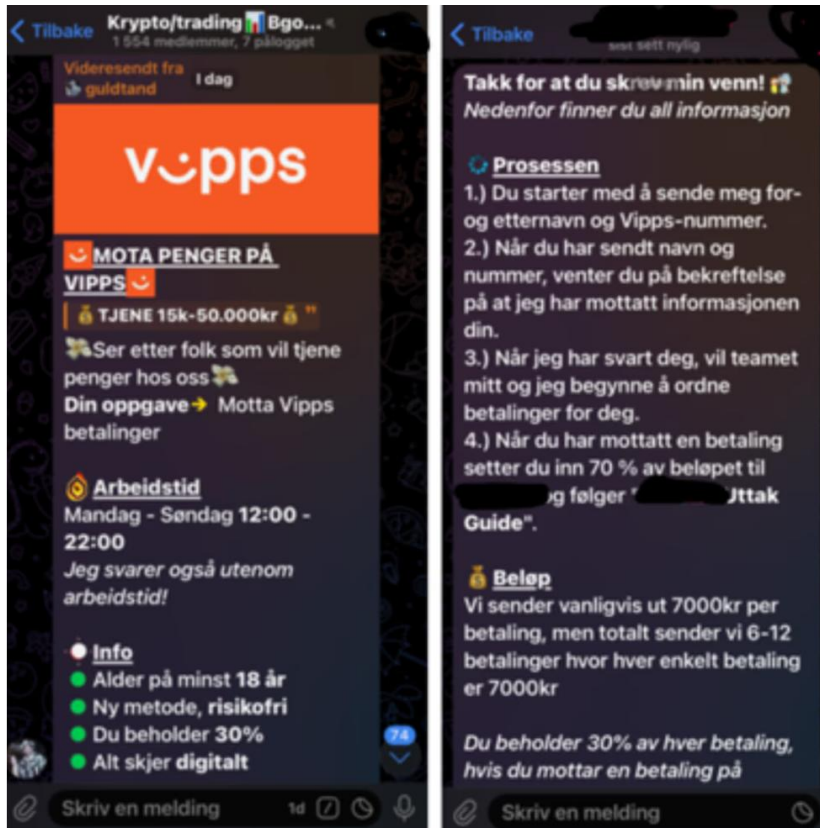 Tilbake
Krypto/trading📊Bgo...
1 554 medlemmer, 7 pålogget
Videresendt fra
guldtand
I dag
vipps
MOTA PENGER PÅ
VIPPS
💰 TJENE 15k-50.000kr 💰 "
💸Ser etter folk som vil tjene
penger hos oss💸
Din oppgave➔ Motta Vipps
betalinger
Arbeidstid
Mandag - Søndag 12:00 -
22:00
Jeg svarer også utenom
arbeidstid!
Info
Alder på minst 18 år
Ny metode, risikofri
Du beholder 30%
Alt skjer digitalt
74
Skriv en melding
1d
Tilbake
sist sett nylig
Takk for at du skrev min venn!
Nedenfor finner du all informasjon
Prosessen
1.) Du starter med å sende meg for-
og etternavn og Vipps-nummer.
2.) Når du har sendt navn og
nummer, venter du på bekreftelse
på at jeg har mottatt informasjonen
din.
3.) Når jeg har svart deg, vil teamet
mitt og jeg begynne å ordne
betalinger for deg.
4.) Når du har mottatt en betaling
setter du inn 70 % av beløpet til
og følger "
Uttak
Guide".
💰 Beløp
Vi sender vanligvis ut 7000kr per
betaling, men totalt sender vi 6-12
betalinger hvor hver enkelt betaling
er 7000kr
Du beholder 30% av hver betaling,
hvis du mottar en betaling på
Skriv en melding